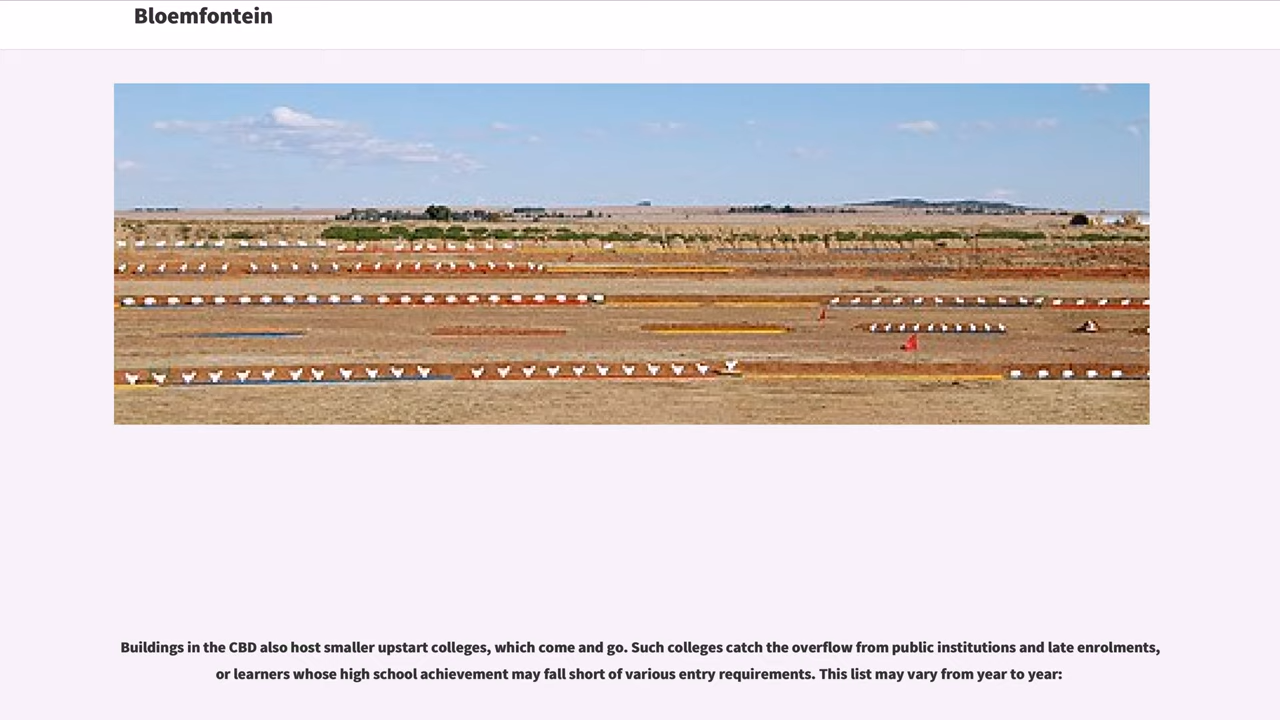 Bloemfontein
Buildings in the CBD also host smaller upstart colleges, which come and go. Such colleges catch the overflow from public institutions and late enrolments,
or learners whose high school achievement may fall short of various entry requirements. This list may vary from year to year: